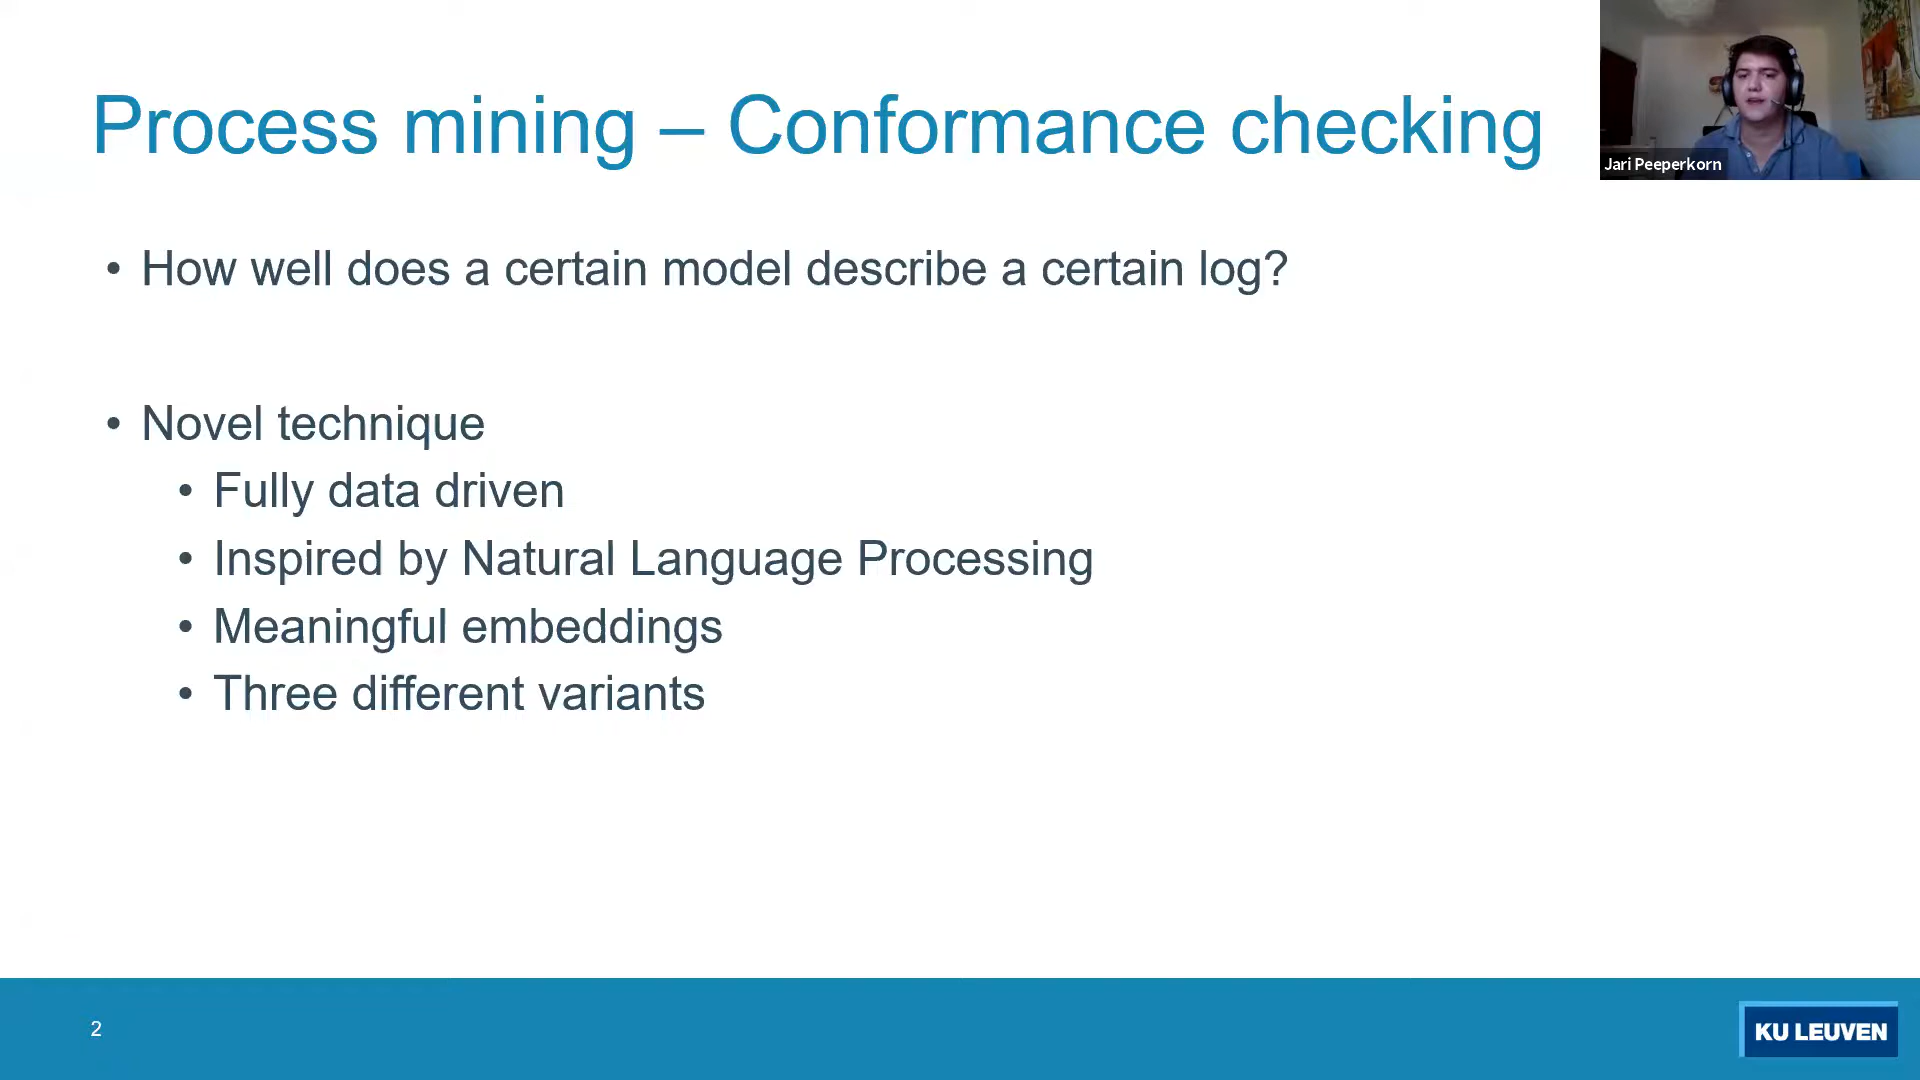 Process mining – Conformance checking
Jari Peeperkorn
• How well does a certain model describe a certain log?
• Novel technique
• Fully data driven
• Inspired by Natural Language Processing
• Meaningful embeddings
• Three different variants
2
KU LEUVEN